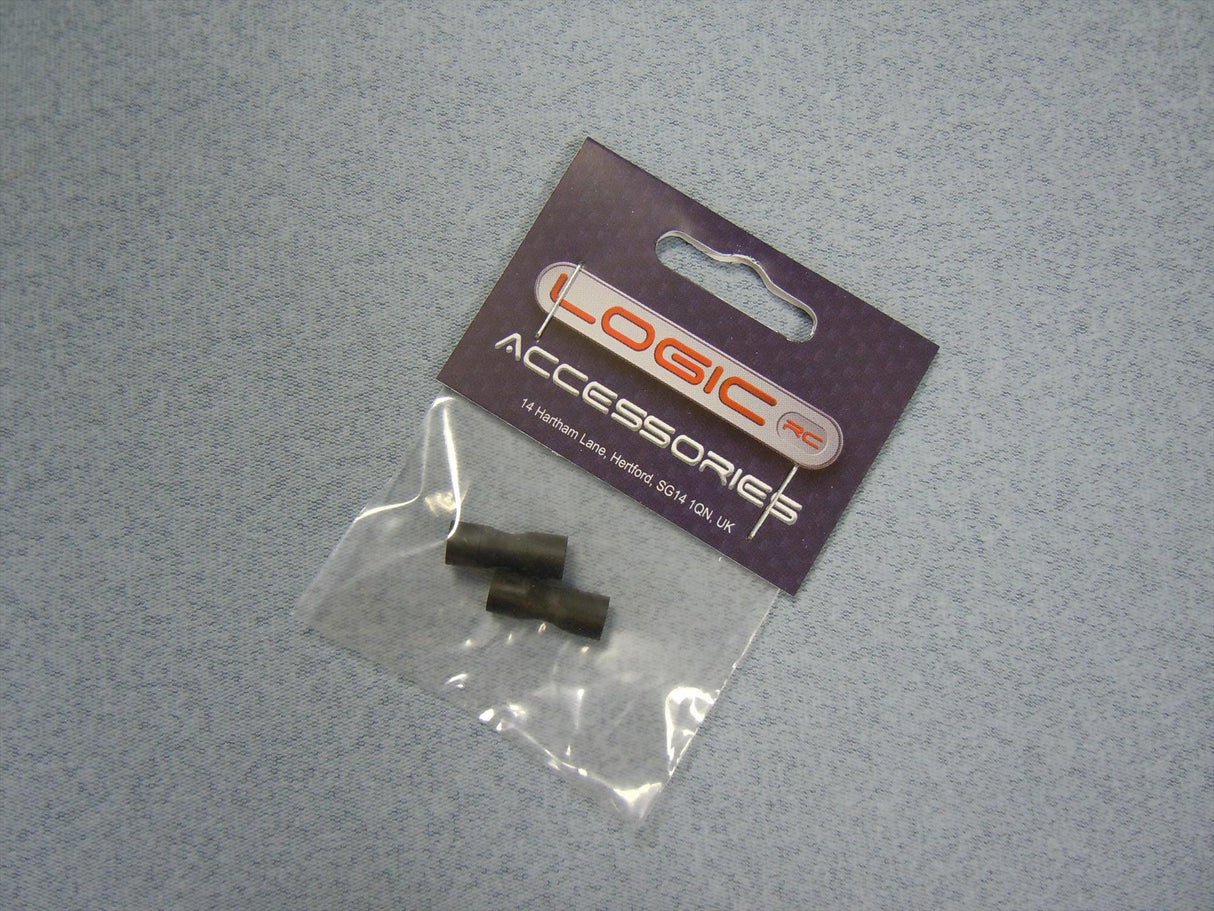 LOGIC RC
ACCESSORIES
14 Hartham Lane, Hertford, SG14 1QN, UK